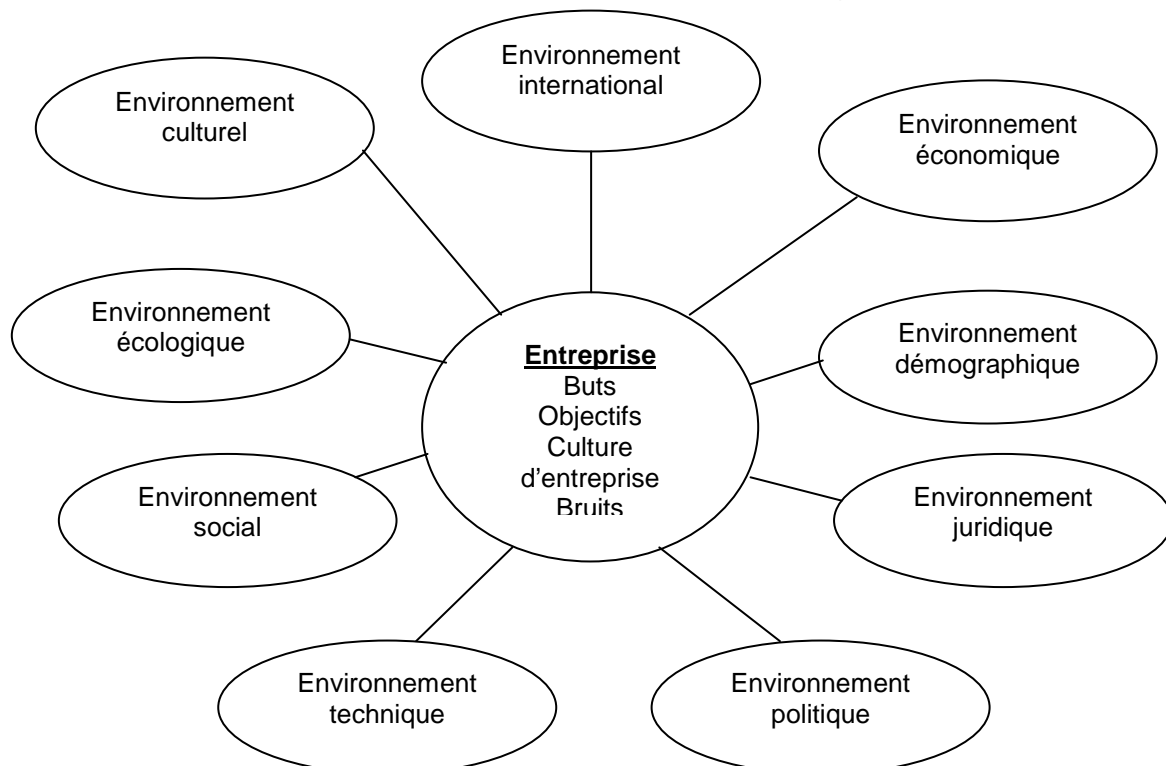 Environnement
international
Environnement
culturel
Environnement
économique
Environnement
écologique
Environnement
démographique
Entreprise
Buts
Objectifs
Culture
d'entreprise
Bruits
Environnement
social
Environnement
juridique
Environnement
technique
Environnement
politique